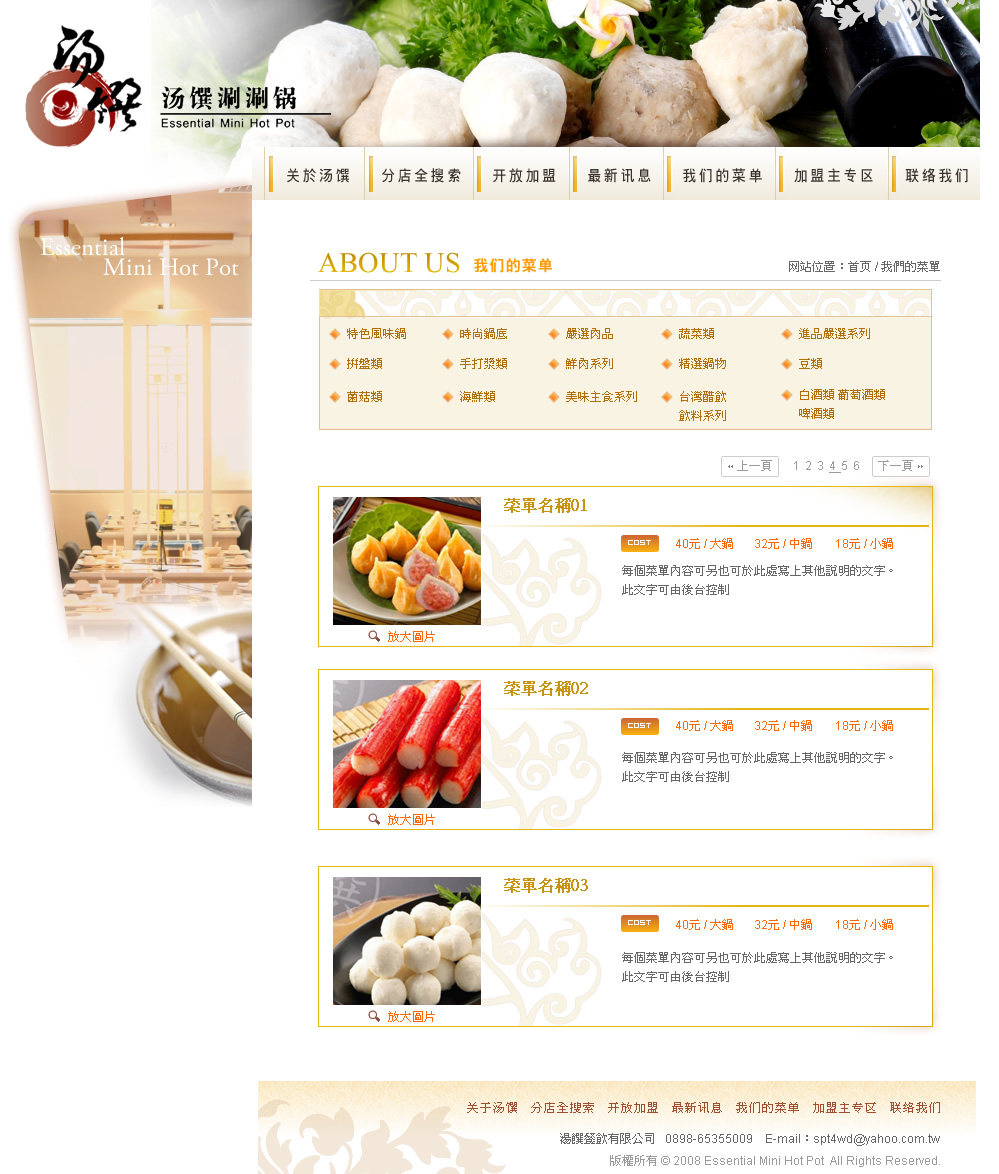 汤馔
汤馔涮涮锅
Essential Mini Hot Pot
关於汤馔 分店全搜索 开放加盟 最新讯息 我们的菜单 加盟主专区 联络我们
Essential
Mini Hot Pot
ABOUT US 我们的菜单
网站位置：首页 / 我們的菜單
特色風味鍋 時尚鍋底 嚴選肉品 蔬菜類 進品嚴選系列
拚盤類 手打漿類 鮮肉系列 精選鍋物 豆類
菌菇類 海鮮類 美味主食系列 台灣醋飲 白酒類 葡萄酒類
飲料系列 啤酒類
上一頁 1 2 3 4 5 6 下一頁
菜單名稱01
COST 40元 / 大鍋 32元 / 中鍋 18元 / 小鍋
每個菜單內容可另也可於此處寫上其他說明的文字。
此文字可由後台控制
放大圖片
菜單名稱02
COST 40元 / 大鍋 32元 / 中鍋 18元 / 小鍋
每個菜單內容可另也可於此處寫上其他說明的文字。
此文字可由後台控制
放大圖片
菜單名稱03
COST 40元 / 大鍋 32元 / 中鍋 18元 / 小鍋
每個菜單內容可另也可於此處寫上其他說明的文字。
此文字可由後台控制
放大圖片
关于汤馔 分店全搜索 开放加盟 最新讯息 我们的菜单 加盟主专区 联络我们
湯饌餐飲有限公司 0898-65355009 E-mail：spt4wd@yahoo.com.tw
版權所有 © 2008 Essential Mini Hot Pot All Rights Reserved.